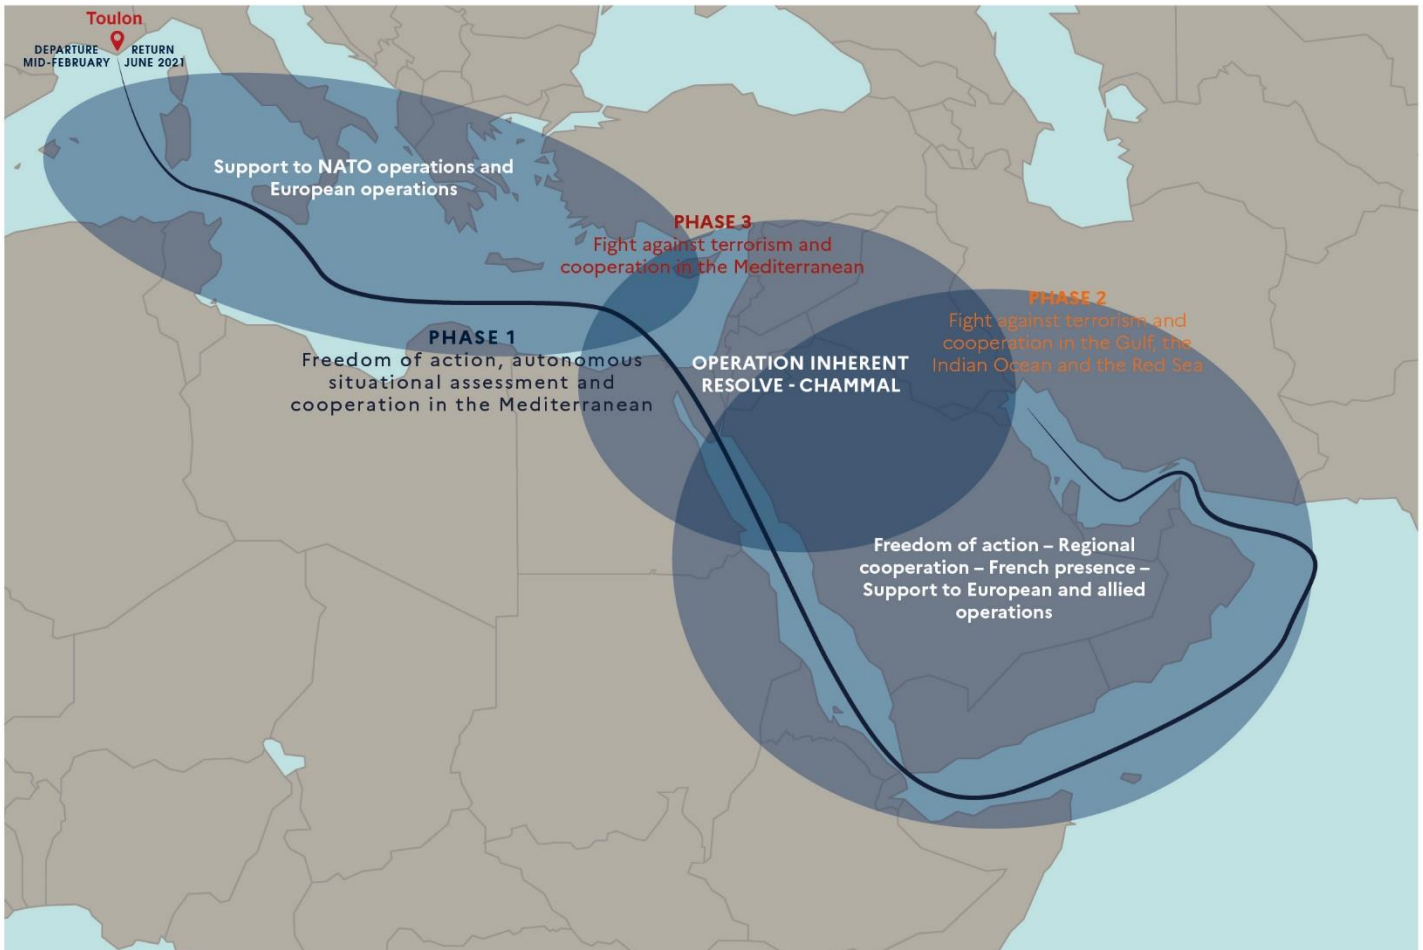 Toulon
DEPARTURE
MID-FEBRUARY
RETURN
JUNE 2021
Support to NATO operations and
European operations
PHASE 3
Fight against terrorism and
cooperation in the Mediterranean
PHASE 1
Freedom of action, autonomous
situational assessment and
cooperation in the Mediterranean
OPERATION INHERENT
RESOLVE - CHAMMAL
PHASE 2
Fight against terrorism and
cooperation in the Gulf, the
Indian Ocean and the Red Sea
Freedom of action – Regional
cooperation – French presence –
Support to European and allied
operations